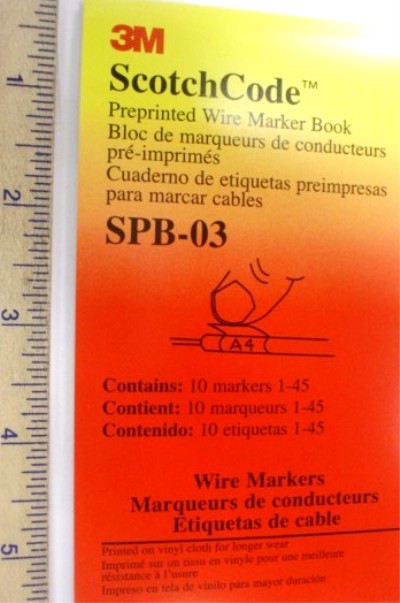 3M
ScotchCode™
Preprinted Wire Marker Book
Bloc de marqueurs de conducteurs
pré-imprimés
Cuaderno de etiquetas preimpresas
para marcar cables
SPB-03
A4
Contains: 10 markers 1-45
Contient: 10 marqueurs 1-45
Contenido: 10 etiquetas 1-45
Wire Markers
Marqueurs de conducteurs
Etiquetas de cable
Printed on vinyl cloth for longer wear
Imprimé sur un tissu en vinyle pour une meilleure
résistance à l'usure
Impreso en tela de vinilo para mayor duración
1
2
3
4
5